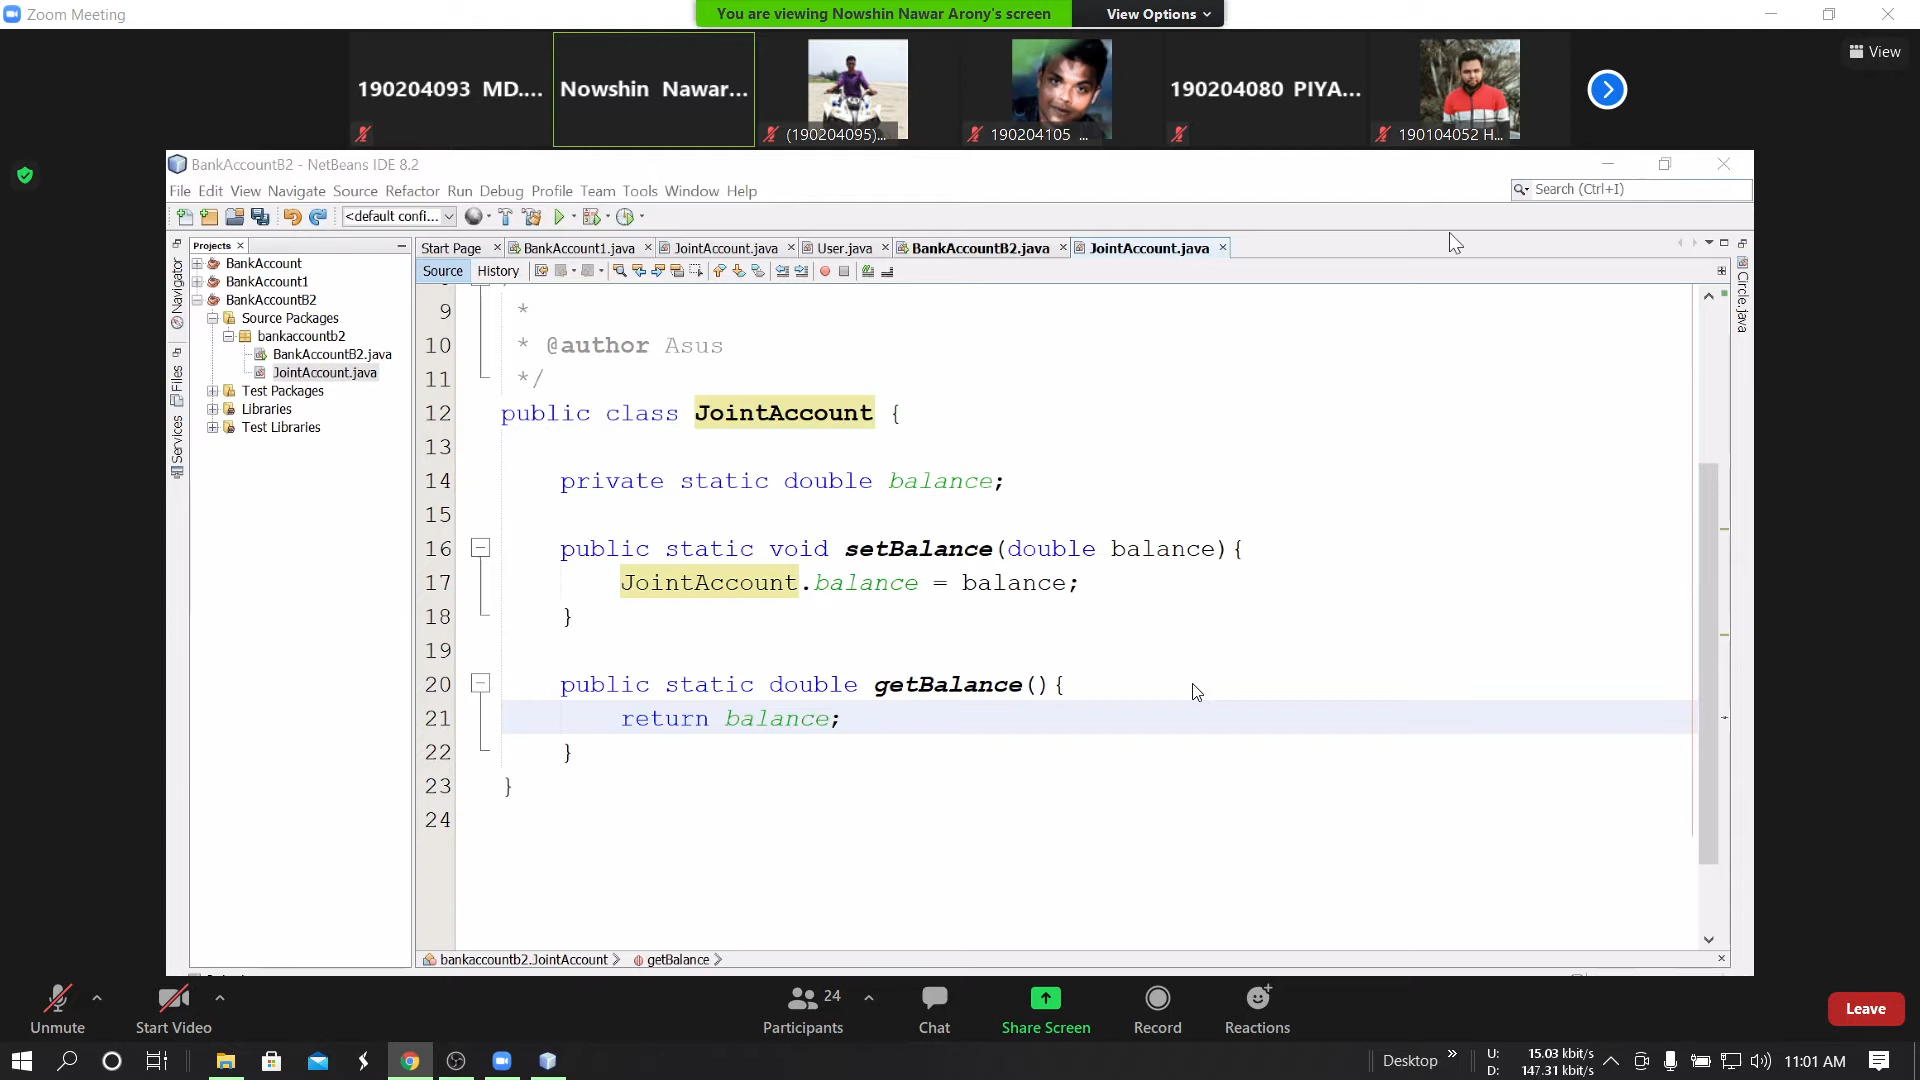 Zoom Meeting
You are viewing Nowshin Nawar Arony's screen
View Options
View
190204093 MD....
Nowshin Nawar...
(190204095)...
190204105 ...
190204080 PIYA...
190104052 H...
BankAccountB2 - NetBeans IDE 8.2
File Edit View Navigate Source Refactor Run Debug Profile Team Tools Window Help
Search (Ctrl+I)
<default confi...
Projects
Start Page
BankAccount1.java
JointAccount.java
User.java
BankAccountB2.java
JointAccount.java
Source
History
Navigator
Files
Services
BankAccount
BankAccount1
BankAccountB2
Source Packages
bankaccountb2
BankAccountB2.java
JointAccount.java
Test Packages
Libraries
Test Libraries
Circle.java
9 *
10 * @author Asus
11 */
12 public class JointAccount {
13
14 private static double balance;
15
16 public static void setBalance(double balance){
17 JointAccount.balance = balance;
18 }
19
20 public static double getBalance(){
21 return balance;
22 }
23 }
24
bankaccountb2.JointAccount
getBalance
Unmute
Start Video
24
Participants
Chat
Share Screen
Record
Reactions
Leave
Desktop
U: 15.03 kbit/s
D: 147.31 kbit/s
11:01 AM